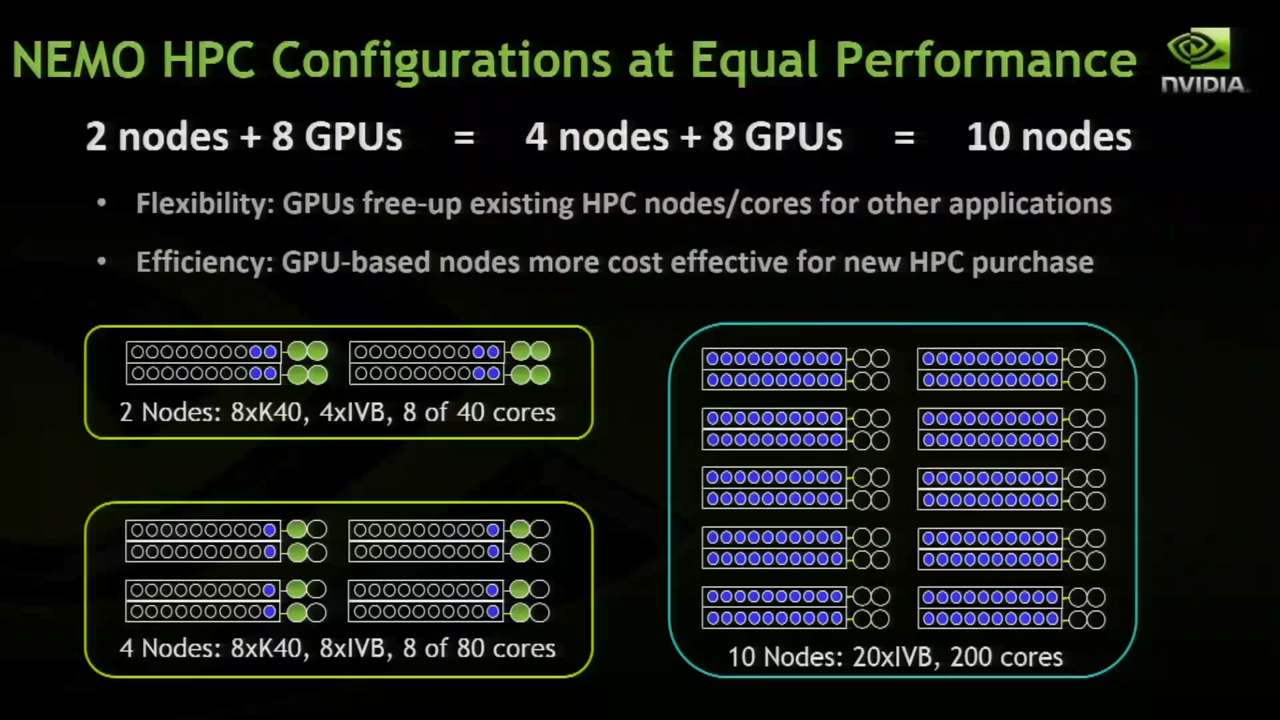 NEMO HPC Configurations at Equal Performance
NVIDIA
2 nodes + 8 GPUs = 4 nodes + 8 GPUs = 10 nodes
• Flexibility: GPUs free-up existing HPC nodes/cores for other applications
• Efficiency: GPU-based nodes more cost effective for new HPC purchase
2 Nodes: 8xK40, 4xIVB, 8 of 40 cores
4 Nodes: 8xK40, 8xIVB, 8 of 80 cores
10 Nodes: 20xIVB, 200 cores